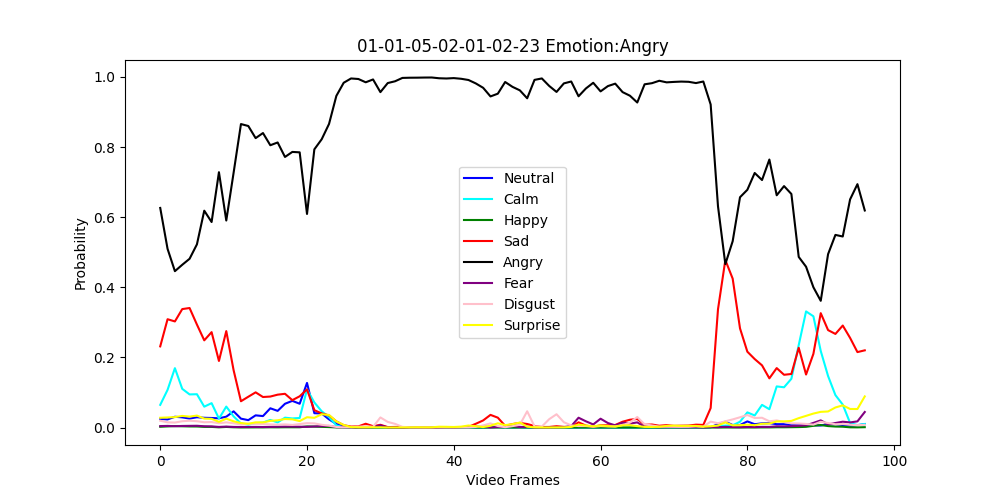 01-01-05-02-01-02-23 Emotion:Angry
1.0
0.8
0.6
0.4
0.2
0.0
Probability
Neutral
Calm
Happy
Sad
Angry
Fear
Disgust
Surprise
0 20 40 60 80 100
Video Frames